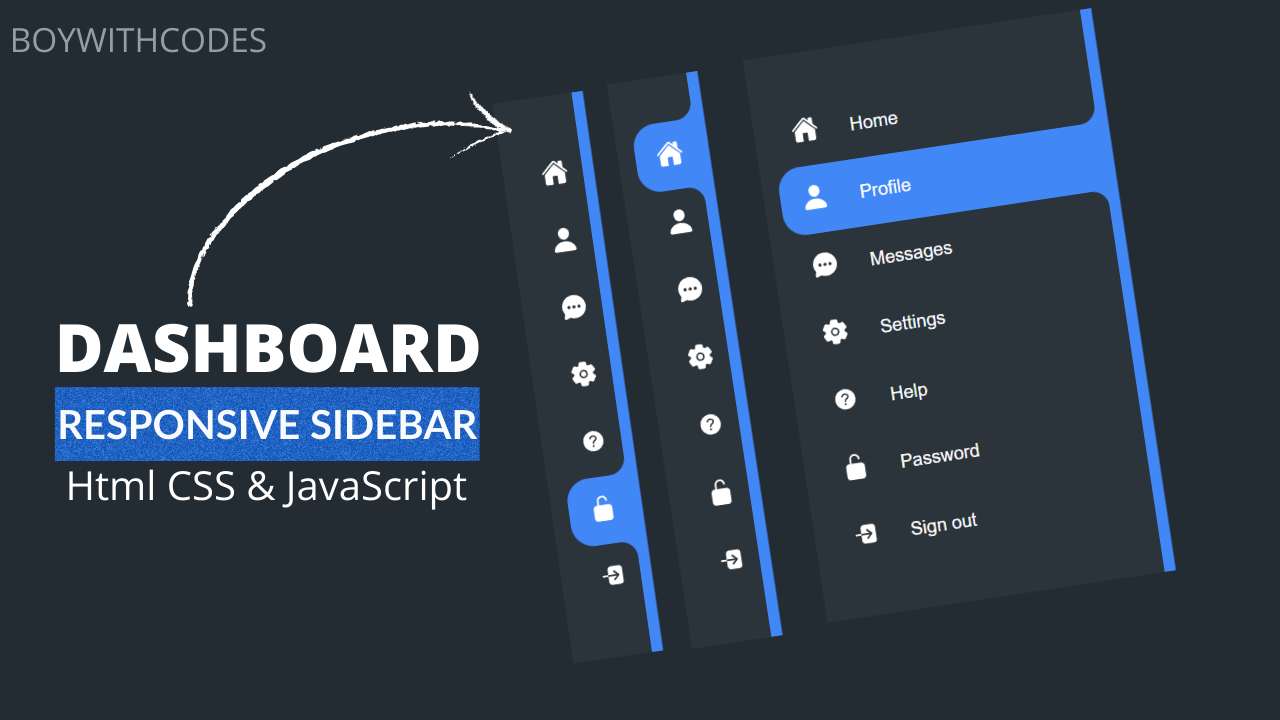 BOYWITHCODES
DASHBOARD
RESPONSIVE SIDEBAR
Html CSS & JavaScript
Home
Profile
Messages
Settings
Help
Password
Sign out